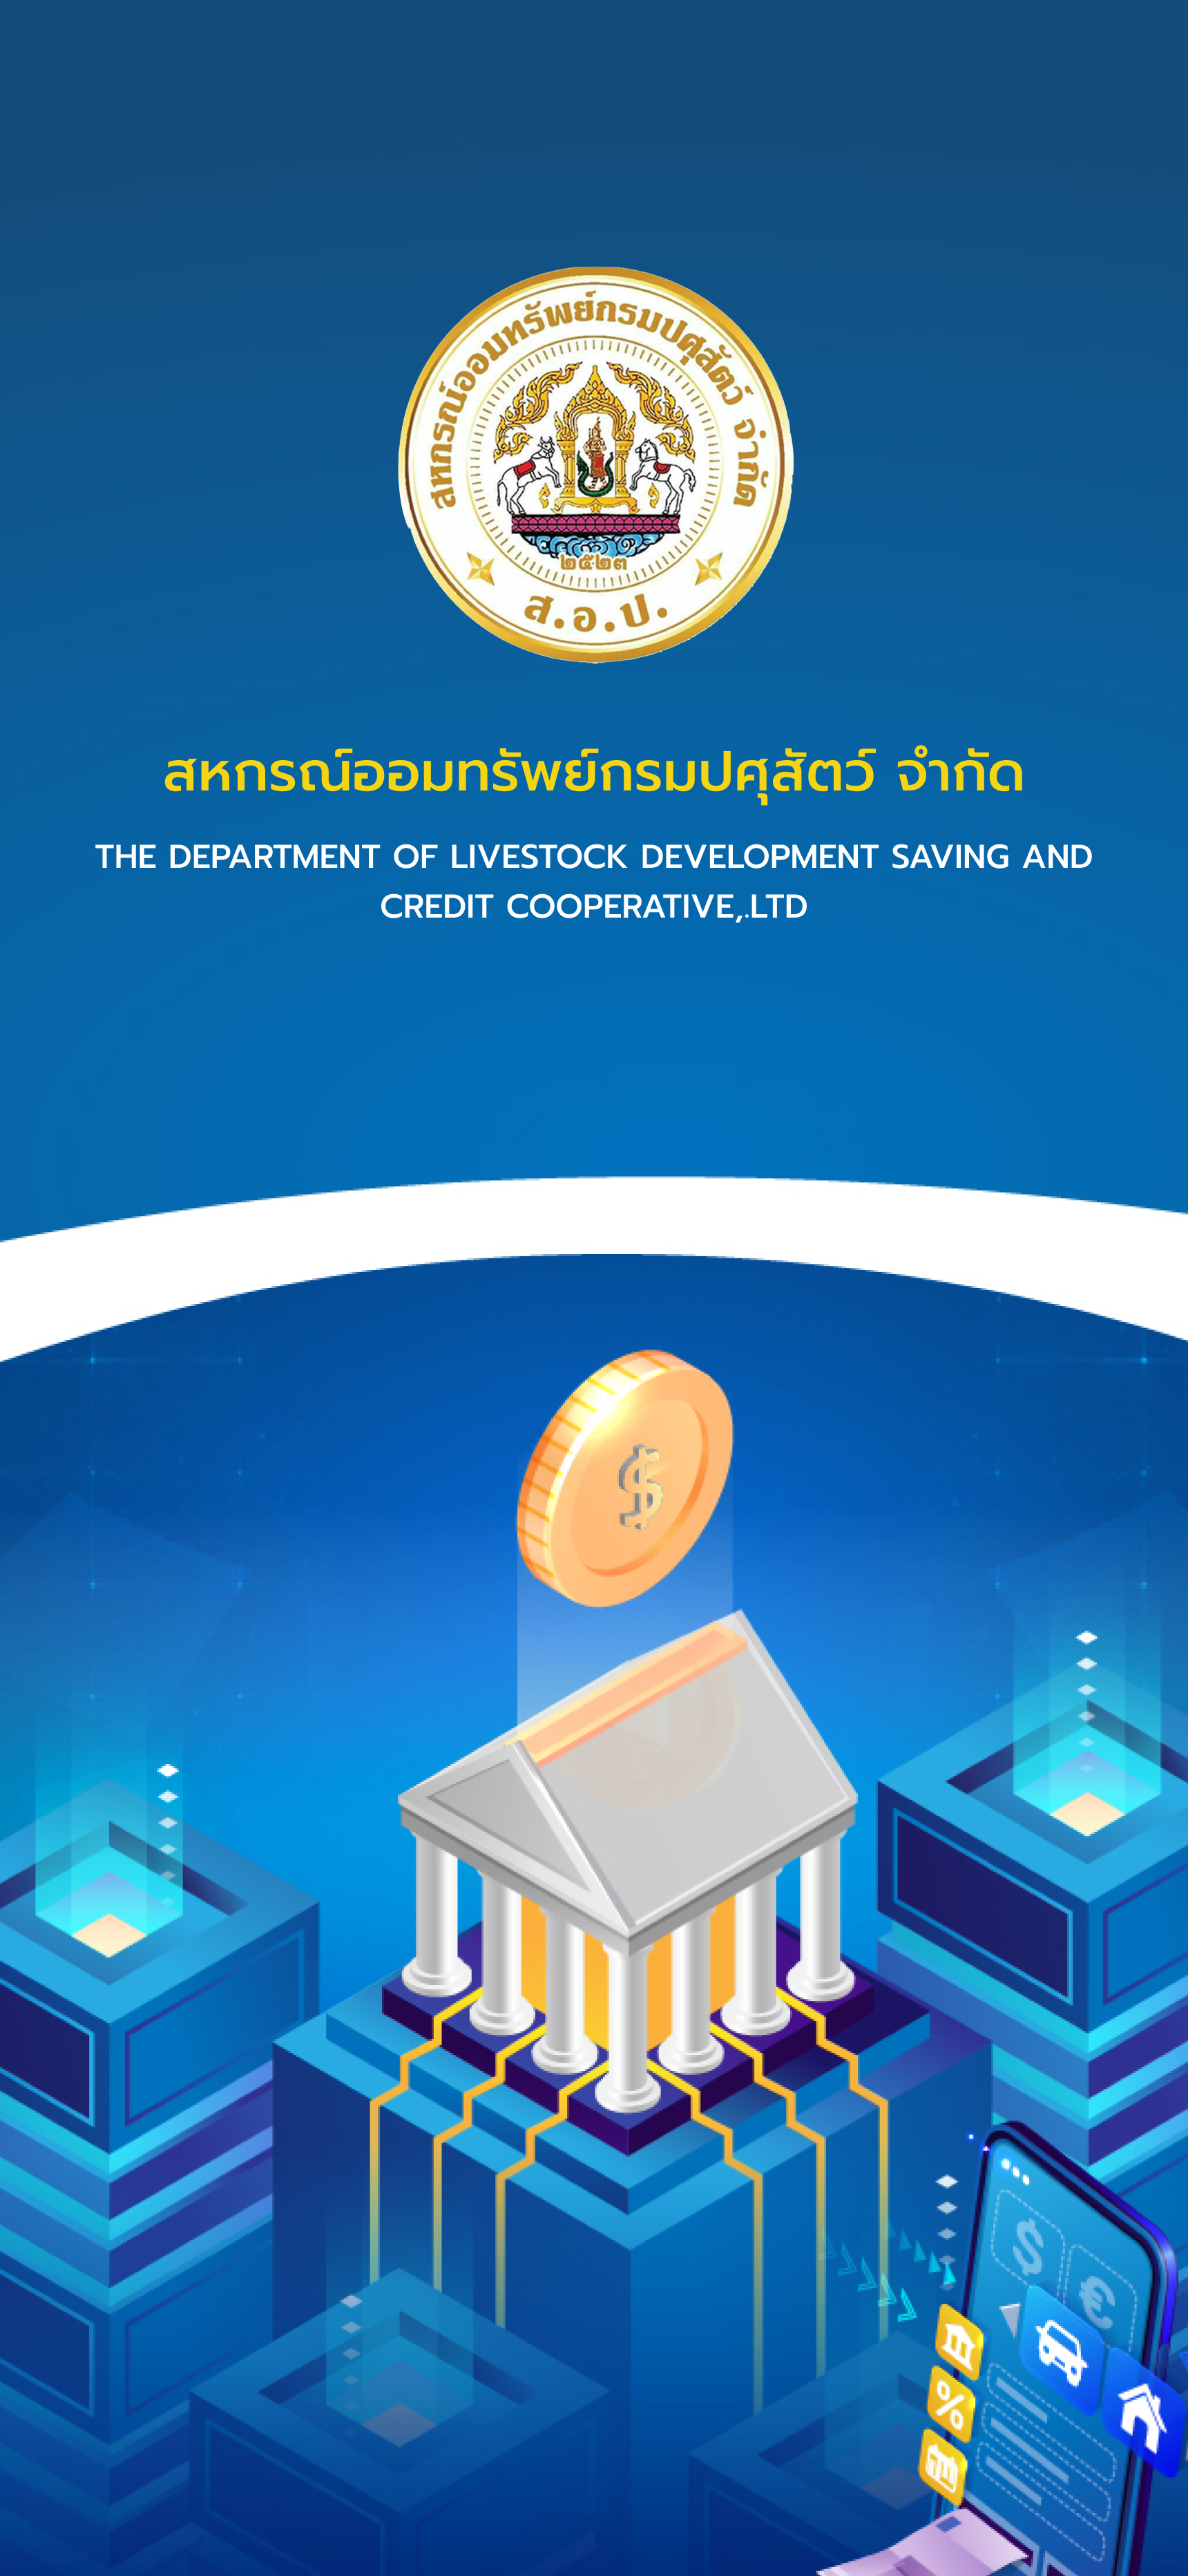 สหกรณ์ออมทรัพย์กรมปศุสัตว์ จำกัด
๒๕๒๓
ส.อ.ป.
สหกรณ์ออมทรัพย์กรมปศุสัตว์ จำกัด
THE DEPARTMENT OF LIVESTOCK DEVELOPMENT SAVING AND
CREDIT COOPERATIVE,.LTD
$
$
€
%